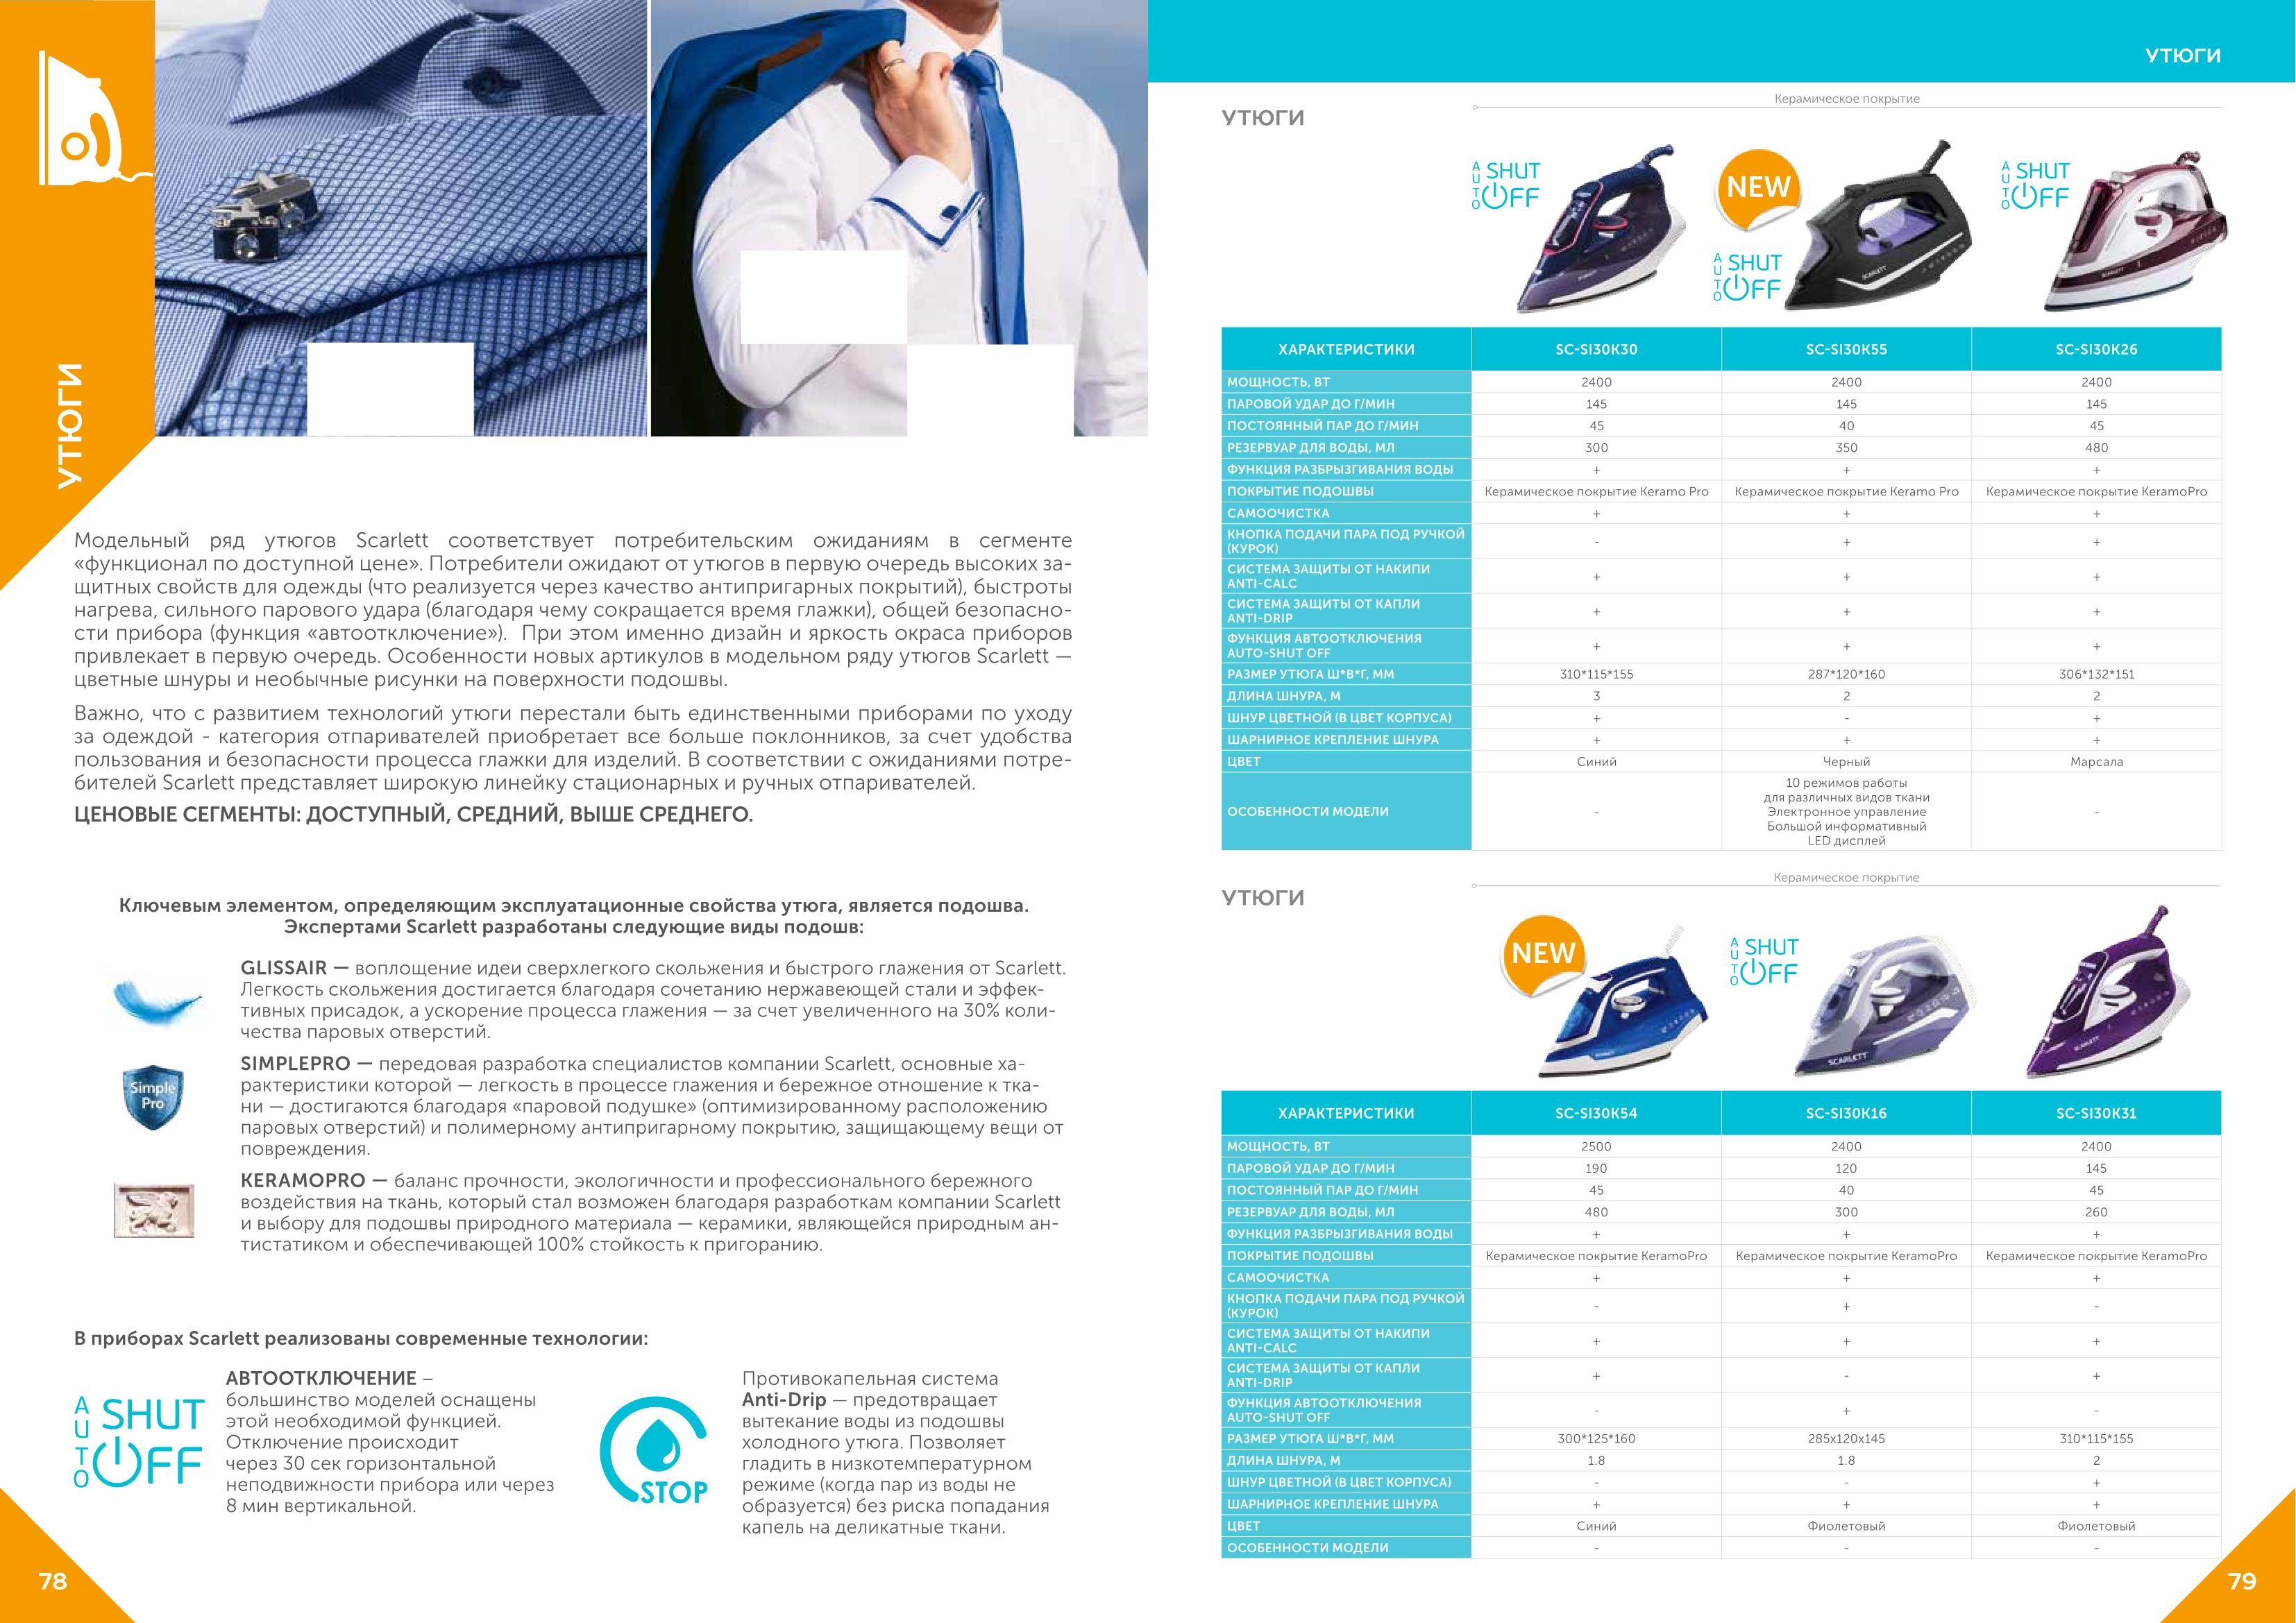 УТЮГИ
Модельный ряд утюгов Scarlett соответствует потребительским ожиданиям в сегменте
«функционал по доступной цене». Потребители ожидают от утюгов в первую очередь высоких за-
щитных свойств для одежды (что реализуется через качество антипригарных покрытий), быстроты
нагрева, сильного парового удара (благодаря чему сокращается время глажки), общей безопасно-
сти прибора (функция «автоотключение»). При этом именно дизайн и яркость окраса приборов
привлекает в первую очередь. Особенности новых артикулов в модельном ряду утюгов Scarlett —
цветные шнуры и необычные рисунки на поверхности подошвы.
Важно, что с развитием технологий утюги перестали быть единственными приборами по уходу
за одеждой - категория отпаривателей приобретает все больше поклонников, за счет удобства
пользования и безопасности процесса глажки для изделий. В соответствии с ожиданиями потре-
бителей Scarlett представляет широкую линейку стационарных и ручных отпаривателей.
ЦЕНОВЫЕ СЕГМЕНТЫ: ДОСТУПНЫЙ, СРЕДНИЙ, ВЫШЕ СРЕДНЕГО.
Ключевым элементом, определяющим эксплуатационные свойства утюга, является подошва.
Экспертами Scarlett разработаны следующие виды подошв:
GLISSAIR — воплощение идеи сверхлегкого скольжения и быстрого глажения от Scarlett.
Легкость скольжения достигается благодаря сочетанию нержавеющей стали и эффек-
тивных присадок, а ускорение процесса глажения — за счет увеличенного на 30% коли-
чества паровых отверстий.
Simple
Pro
SIMPLEPRO — передовая разработка специалистов компании Scarlett, основные ха-
рактеристики которой — легкость в процессе глажения и бережное отношение к тка-
ни — достигаются благодаря «паровой подушке» (оптимизированному расположению
паровых отверстий) и полимерному антипригарному покрытию, защищающему вещи от
повреждения.
KERAMOPRO — баланс прочности, экологичности и профессионального бережного
воздействия на ткань, который стал возможен благодаря разработкам компании Scarlett
и выбору для подошвы природного материала — керамики, являющейся природным ан-
тистатиком и обеспечивающей 100% стойкость к пригоранию.
В приборах Scarlett реализованы современные технологии:
AUTO SHUT OFF
АВТООТКЛЮЧЕНИЕ –
большинство моделей оснащены
этой необходимой функцией.
Отключение происходит
через 30 сек горизонтальной
неподвижности прибора или через
8 мин вертикальной.
STOP
Противокапельная система
Anti-Drip — предотвращает
вытекание воды из подошвы
холодного утюга. Позволяет
гладить в низкотемпературном
режиме (когда пар из воды не
образуется) без риска попадания
капель на деликатные ткани.
78
УТЮГИ
УТЮГИ
Керамическое покрытие
AUTO SHUT OFF
NEW
AUTO SHUT OFF
AUTO SHUT OFF
SCARLETT
SCARLETT
ХАРАКТЕРИСТИКИ SC-SI30K30 SC-SI30K55 SC-SI30K26
МОЩНОСТЬ, ВТ 2400 2400 2400
ПАРОВОЙ УДАР ДО Г/МИН 145 145 145
ПОСТОЯННЫЙ ПАР ДО Г/МИН 45 40 45
РЕЗЕРВУАР ДЛЯ ВОДЫ, МЛ 300 350 480
ФУНКЦИЯ РАЗБРЫЗГИВАНИЯ ВОДЫ + + +
ПОКРЫТИЕ ПОДОШВЫ Керамическое покрытие Keramo Pro Керамическое покрытие Keramo Pro Керамическое покрытие KeramoPro
САМООЧИСТКА + + +
КНОПКА ПОДАЧИ ПАРА ПОД РУЧКОЙ
(КУРОК) - + +
СИСТЕМА ЗАЩИТЫ ОТ НАКИПИ
ANTI-CALC + + +
СИСТЕМА ЗАЩИТЫ ОТ КАПЛИ
ANTI-DRIP + + +
ФУНКЦИЯ АВТООТКЛЮЧЕНИЯ
AUTO-SHUT OFF + + +
РАЗМЕР УТЮГА Ш*В*Г, ММ 310*115*155 287*120*160 306*132*151
ДЛИНА ШНУРА, М 3 2 2
ШНУР ЦВЕТНОЙ (В ЦВЕТ КОРПУСА) + - +
ШАРНИРНОЕ КРЕПЛЕНИЕ ШНУРА + + +
ЦВЕТ Синий Черный Марсала
ОСОБЕННОСТИ МОДЕЛИ - 10 режимов работы
для различных видов ткани
Электронное управление
Большой информативный
LED дисплей -
УТЮГИ
Керамическое покрытие
NEW
AUTO SHUT OFF
SCARLETT
SCARLETT
ХАРАКТЕРИСТИКИ SC-SI30K54 SC-SI30K16 SC-SI30K31
МОЩНОСТЬ, ВТ 2500 2400 2400
ПАРОВОЙ УДАР ДО Г/МИН 190 120 145
ПОСТОЯННЫЙ ПАР ДО Г/МИН 45 40 45
РЕЗЕРВУАР ДЛЯ ВОДЫ, МЛ 480 300 260
ФУНКЦИЯ РАЗБРЫЗГИВАНИЯ ВОДЫ + + +
ПОКРЫТИЕ ПОДОШВЫ Керамическое покрытие KeramoPro Керамическое покрытие KeramoPro Керамическое покрытие KeramoPro
САМООЧИСТКА + + +
КНОПКА ПОДАЧИ ПАРА ПОД РУЧКОЙ
(КУРОК) - + -
СИСТЕМА ЗАЩИТЫ ОТ НАКИПИ
ANTI-CALC + + +
СИСТЕМА ЗАЩИТЫ ОТ КАПЛИ
ANTI-DRIP + - +
ФУНКЦИЯ АВТООТКЛЮЧЕНИЯ
AUTO-SHUT OFF - + -
РАЗМЕР УТЮГА Ш*В*Г, ММ 300*125*160 285x120x145 310*115*155
ДЛИНА ШНУРА, М 1.8 1.8 2
ШНУР ЦВЕТНОЙ (В ЦВЕТ КОРПУСА) - - +
ШАРНИРНОЕ КРЕПЛЕНИЕ ШНУРА + + +
ЦВЕТ Синий Фиолетовый Фиолетовый
ОСОБЕННОСТИ МОДЕЛИ - - -
79